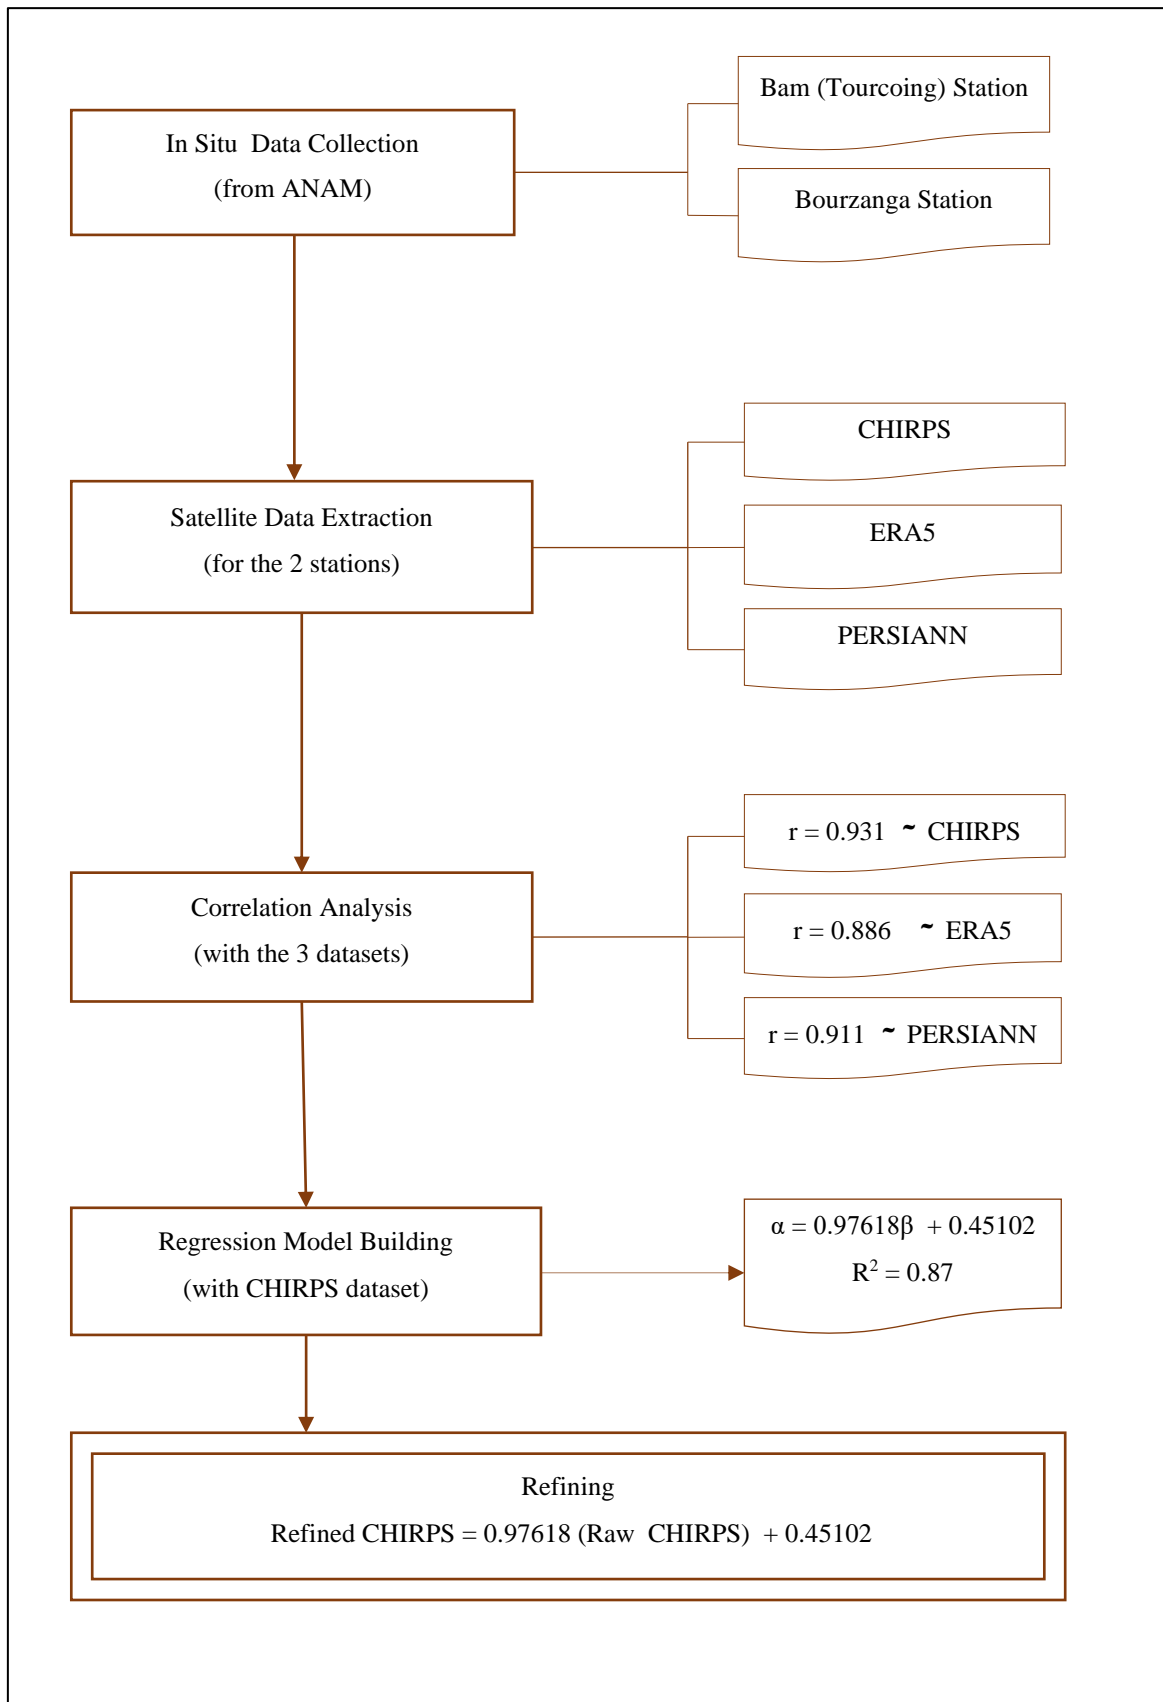 In Situ Data Collection
(from ANAM)
Bam (Tourcoing) Station
Bourzanga Station
Satellite Data Extraction
(for the 2 stations)
CHIRPS
ERA5
PERSIANN
Correlation Analysis
(with the 3 datasets)
r = 0.931 ~ CHIRPS
r = 0.886 ~ ERA5
r = 0.911 ~ PERSIANN
Regression Model Building
(with CHIRPS dataset)
α = 0.97618β + 0.45102
R² = 0.87
Refining
Refined CHIRPS = 0.97618 (Raw CHIRPS) + 0.45102